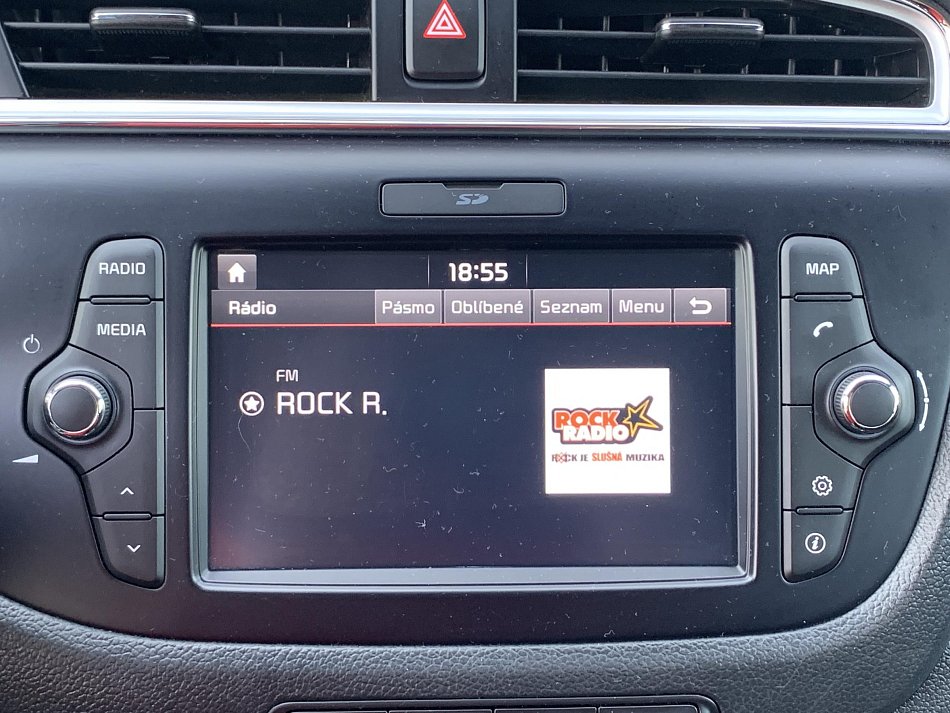 SD
RADIO
MEDIA
18:55
Rádio Pásmo Oblíbené Seznam Menu
FM
ROCK R.
ROCK
RADIO
ROCK JE SLUŠNÁ MUZIKA
MAP